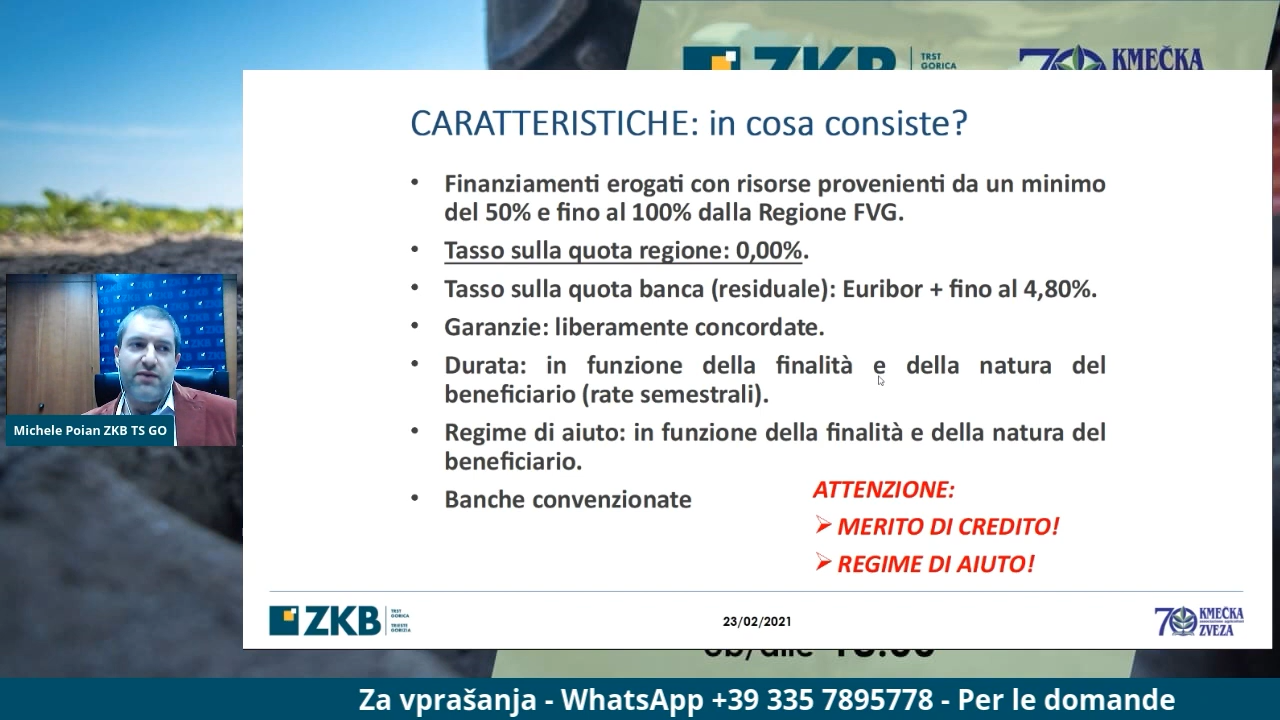 ZKB
TRST
GORICA
70 KMEČKA
CARATTERISTICHE: in cosa consiste?
• Finanziamenti erogati con risorse provenienti da un minimo
del 50% e fino al 100% dalla Regione FVG.
• Tasso sulla quota regione: 0,00%.
• Tasso sulla quota banca (residuale): Euribor + fino al 4,80%.
• Garanzie: liberamente concordate.
• Durata: in funzione della finalità e della natura del
beneficiario (rate semestrali).
• Regime di aiuto: in funzione della finalità e della natura del
beneficiario.
• Banche convenzionate
ATTENZIONE:
➢ MERITO DI CREDITO!
➢ REGIME DI AIUTO!
Michele Poian ZKB TS GO
ZKB
TRST
GORICA
TRIESTE
GORIZIA
23/02/2021
70 KMEČKA
ZVEZA
ob/alle
Za vprašanja - WhatsApp +39 335 7895778 - Per le domande